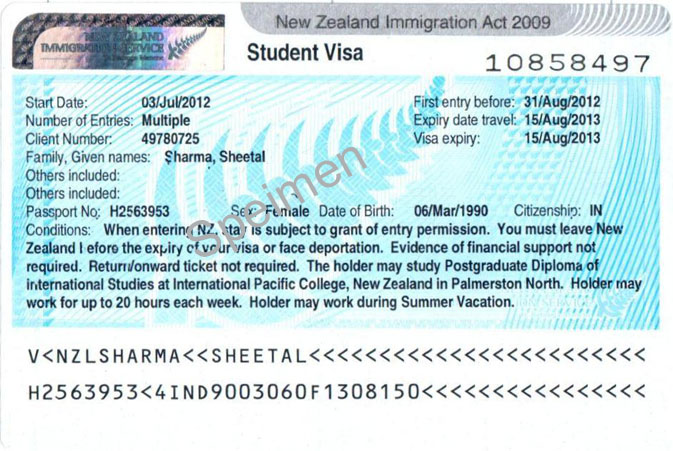 New Zealand Immigration Act 2009
NEW ZEALAND
IMMIGRATION SERVICE
Student Visa
10858497
Start Date: 03/Jul/2012 First entry before: 31/Aug/2012
Number of Entries: Multiple Expiry date travel: 15/Aug/2013
Client Number: 49780725 Visa expiry: 15/Aug/2013
Family, Given names: Sharma, Sheetal
Others included:
Others included:
Passport No: H2563953 Sex: Female Date of Birth: 06/Mar/1990 Citizenship: IN
Conditions: When entering NZ, stay is subject to grant of entry permission. You must leave New
Zealand before the expiry of your visa or face deportation. Evidence of financial support not
required. Return/onward ticket not required. The holder may study Postgraduate Diploma of
International Studies at International Pacific College, New Zealand in Palmerston North. Holder may
work for up to 20 hours each week. Holder may work during Summer Vacation.
Speimen
V<NZLSHARMA<<SHEETAL<<<<<<<<<<<<<<<<<<<<<<<<
H2563953<4IND9003060F1308150<<<<<<<<<<<<<<<<